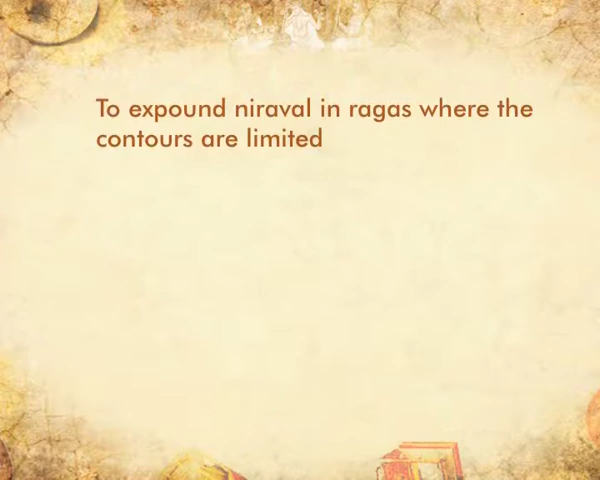 To expound niraval in ragas where the
contours are limited